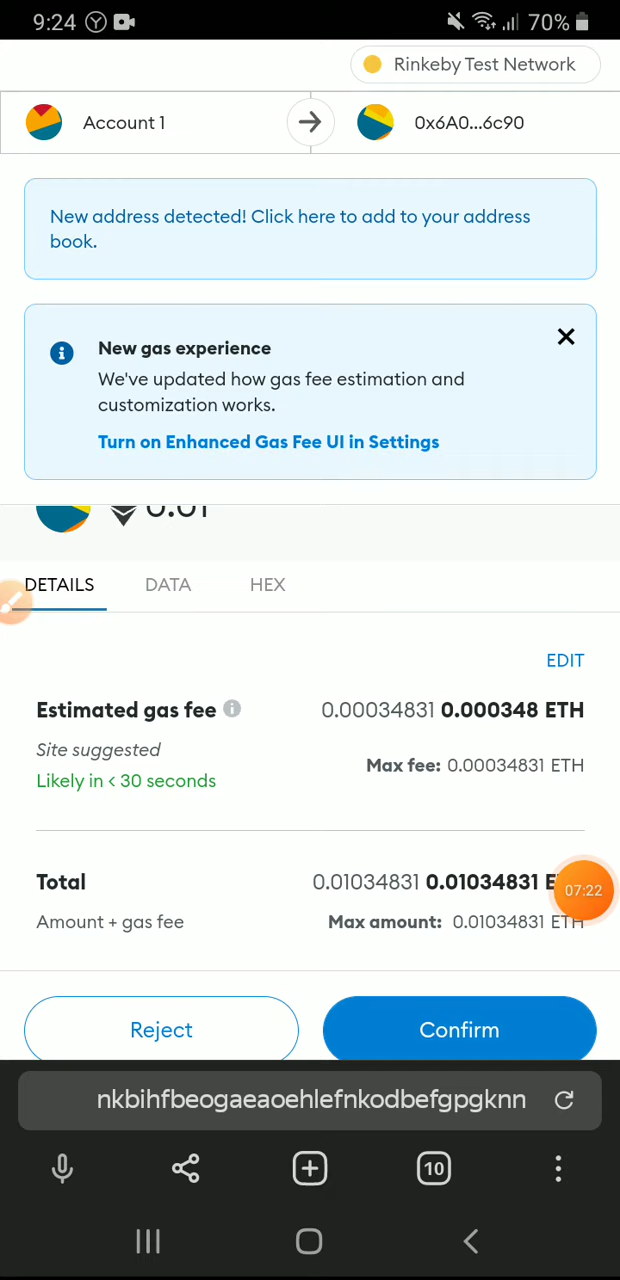 9:24
70%
Rinkeby Test Network
Account 1
0x6A0...6c90
New address detected! Click here to add to your address
book.
New gas experience
We've updated how gas fee estimation and
customization works.
Turn on Enhanced Gas Fee UI in Settings
0.01
DETAILS DATA HEX
EDIT
Estimated gas fee 0.00034831 0.000348 ETH
Site suggested
Max fee: 0.00034831 ETH
Likely in < 30 seconds
Total 0.01034831 0.01034831 E
07:22
Amount + gas fee Max amount: 0.01034831 ETH
Reject Confirm
nkbihfbeogaeaoehlefnkodbefgpgknn
10